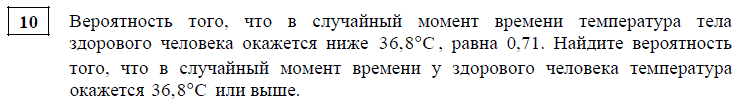 10 Вероятность того, что в случайный момент времени температура тела
здорового человека окажется ниже 36,8°С, равна 0,71. Найдите вероятность
того, что в случайный момент времени у здорового человека температура
окажется 36,8°С или выше.